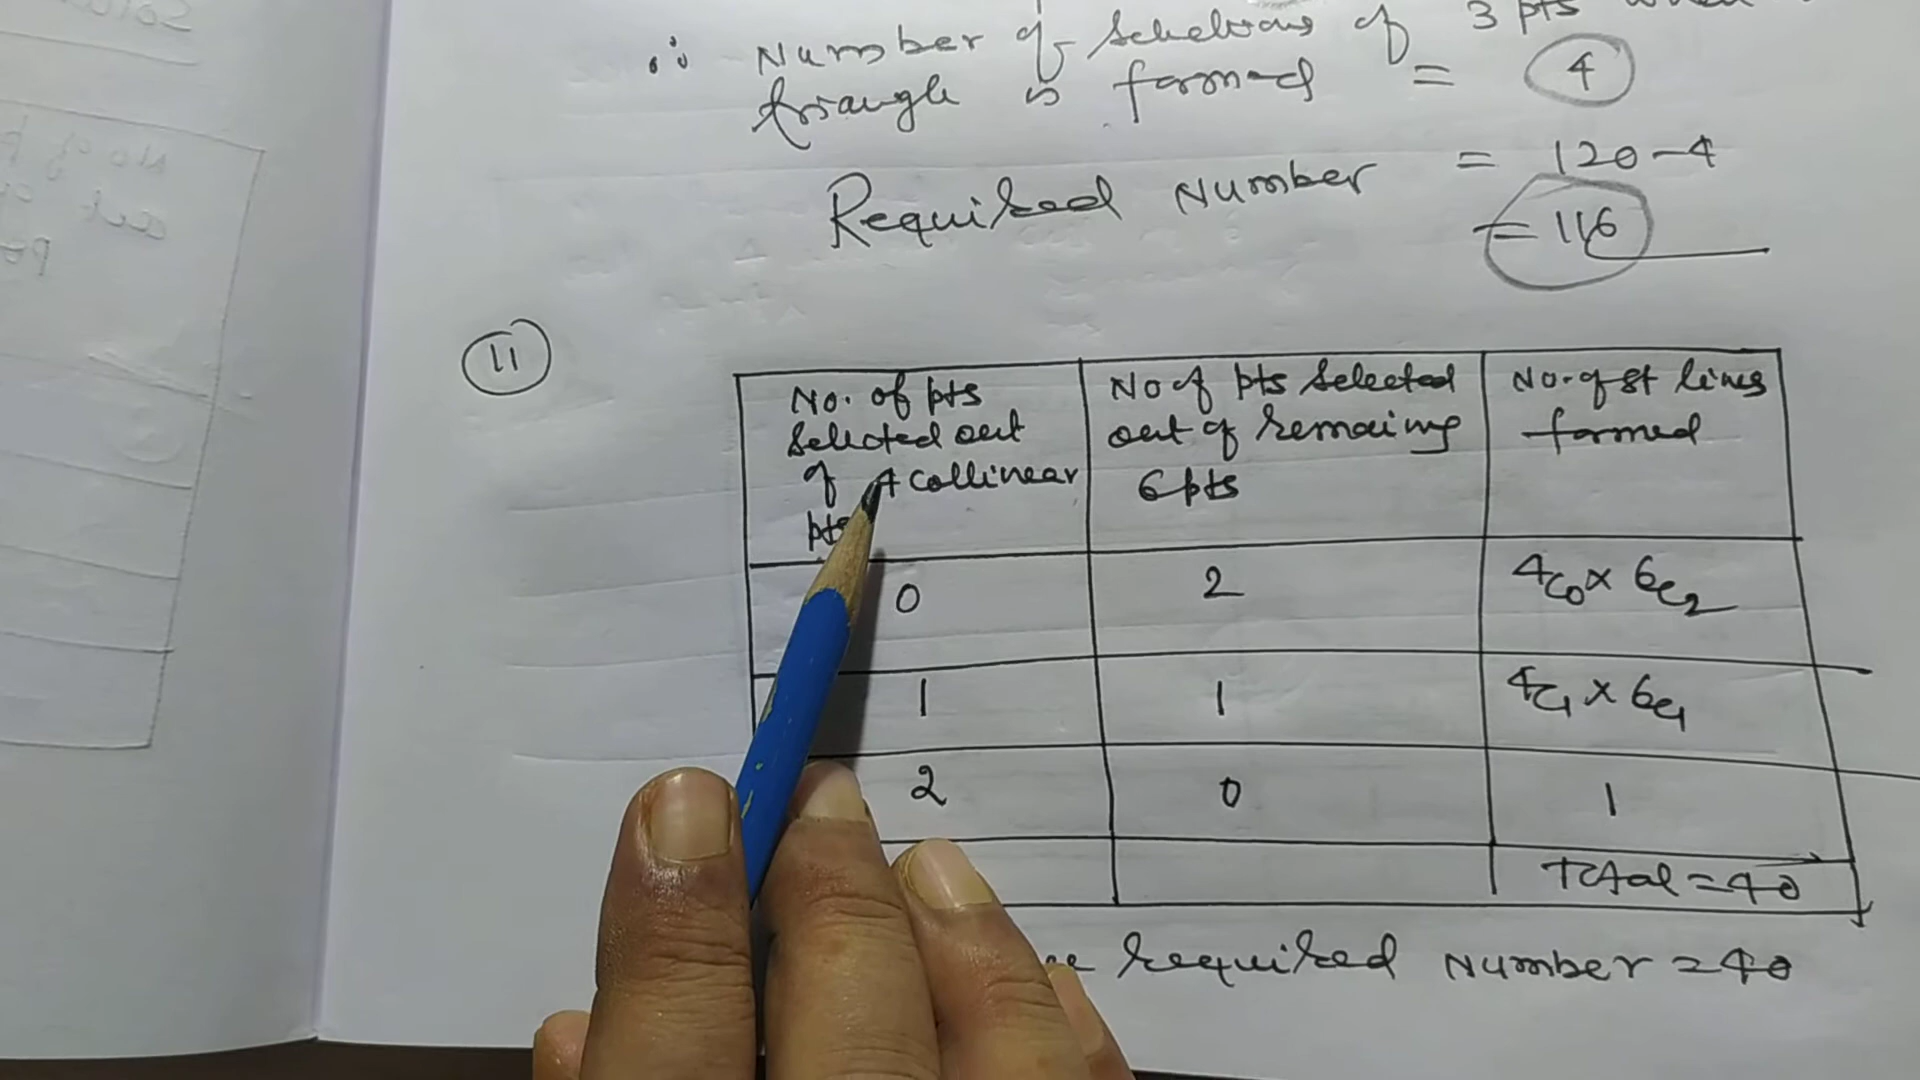 ∴ Number of Selections of 3 pts when
triangle is formed = 4
Required Number = 120-4
= 116
11
No. of pts selected out of 4 collinear pts
No of pts selected out of remaing 6 pts
No. of st lines formed
0 2 4c0 x 6c2
1 1 4c1 x 6c1
2 0 1
Total = 40
required Number = 40